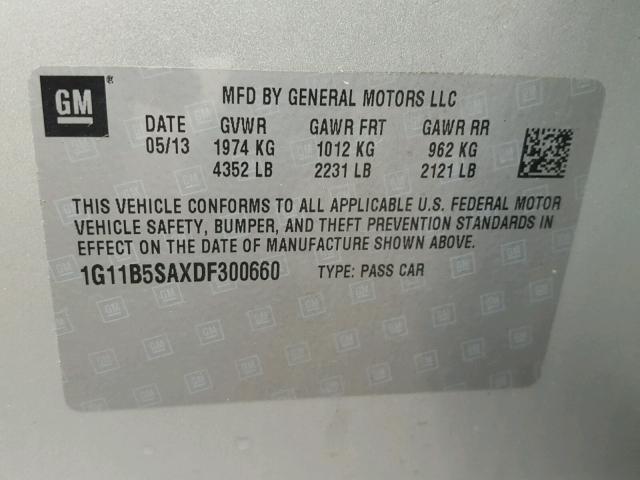 GM ®
MFD BY GENERAL MOTORS LLC
DATE GVWR GAWR FRT GAWR RR
05/13 1974 KG 1012 KG 962 KG
4352 LB 2231 LB 2121 LB
THIS VEHICLE CONFORMS TO ALL APPLICABLE U.S. FEDERAL MOTOR
VEHICLE SAFETY, BUMPER, AND THEFT PREVENTION STANDARDS IN
EFFECT ON THE DATE OF MANUFACTURE SHOWN ABOVE.
1G11B5SAXDF300660 TYPE: PASS CAR